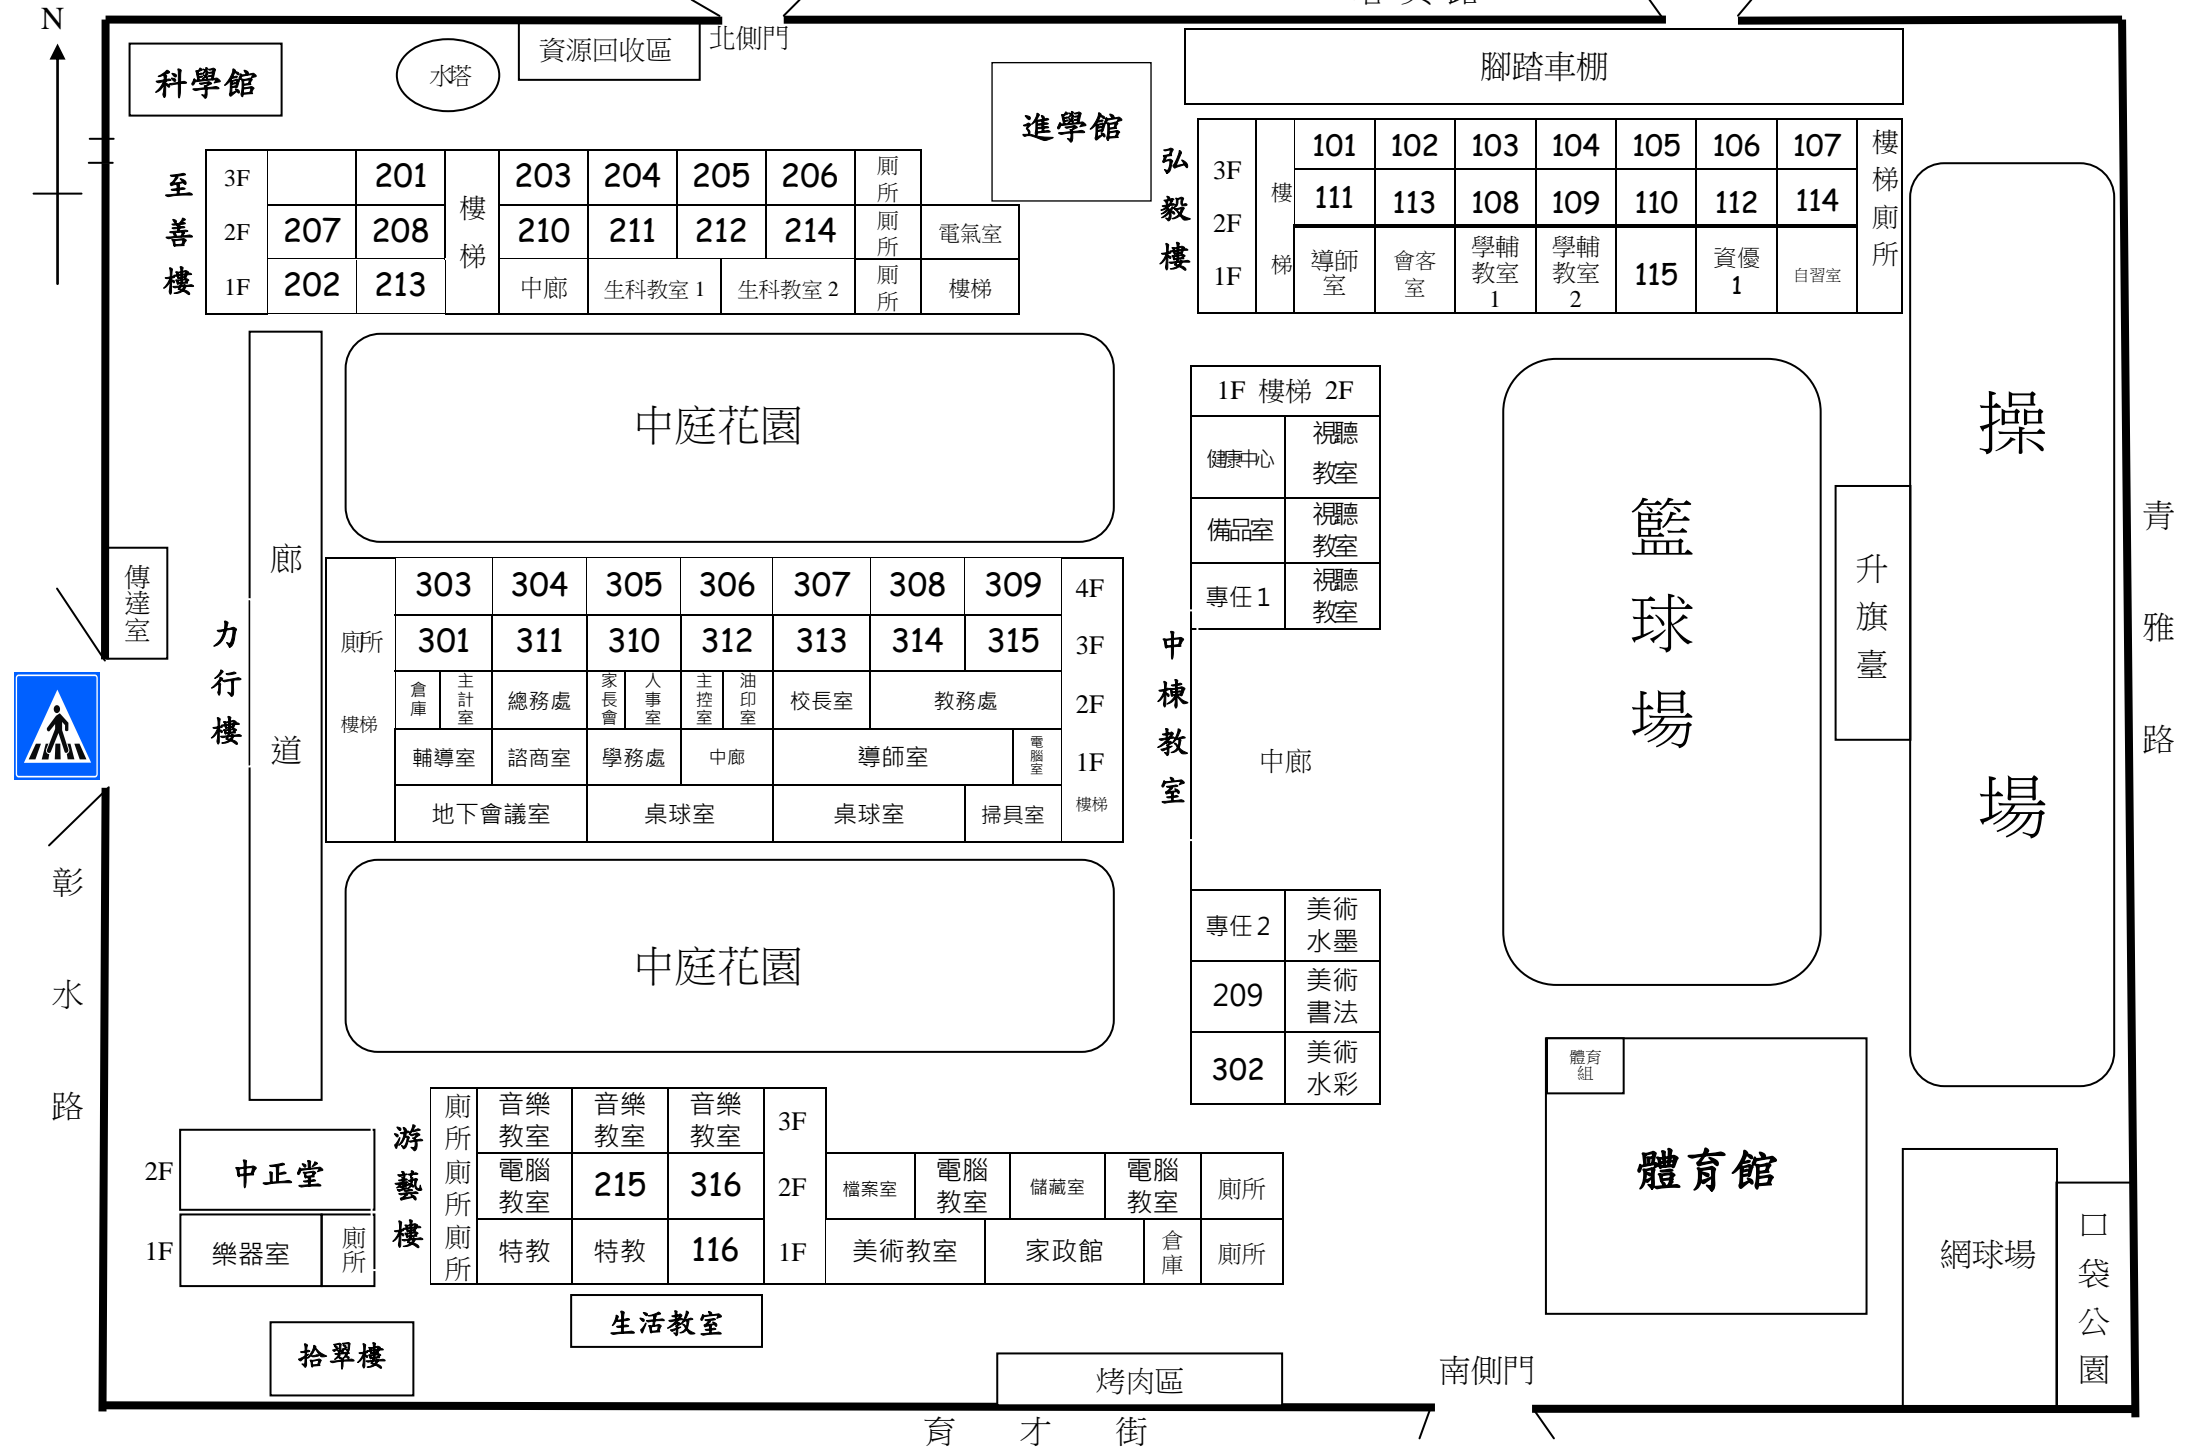 N
北側門
資源回收區
水塔
科學館
進學館
腳踏車棚
至善樓
3F 201 樓梯 203 204 205 206 廁所
2F 207 208 210 211 212 214 廁所 電氣室
1F 202 213 中廊 生科教室1 生科教室2 廁所 樓梯
弘毅樓
3F 樓梯 101 102 103 104 105 106 107 樓梯廁所
2F 111 113 108 109 110 112 114
1F 導師室 會客室 學輔教室1 學輔教室2 115 資優1 自習室
中庭花園
廊道
傳達室
力行樓
廁所
樓梯
303 304 305 306 307 308 309 4F
301 311 310 312 313 314 315 3F
倉庫 主計室 總務處 家長會 人事室 主控室 油印室 校長室 教務處 2F
輔導室 諮商室 學務處 中廊 導師室 電腦室 1F
地下會議室 桌球室 桌球室 掃具室 樓梯
中庭花園
中棟教室
1F 樓梯 2F
健康中心 視聽教室
備品室 視聽教室
專任1 視聽教室
中廊
專任2 美術水墨
209 美術書法
302 美術水彩
籃球場
升旗臺
操場
青雅路
彰水路
2F 中正堂
1F 樂器室 廁所
游藝樓
廁所 音樂教室 音樂教室 音樂教室 3F
廁所 電腦教室 215 316 2F 檔案室 電腦教室 儲藏室 電腦教室 廁所
廁所 特教 特教 116 1F 美術教室 家政館 倉庫 廁所
生活教室
拾翠樓
體育組
體育館
網球場
口袋公園
烤肉區
南側門
育才街